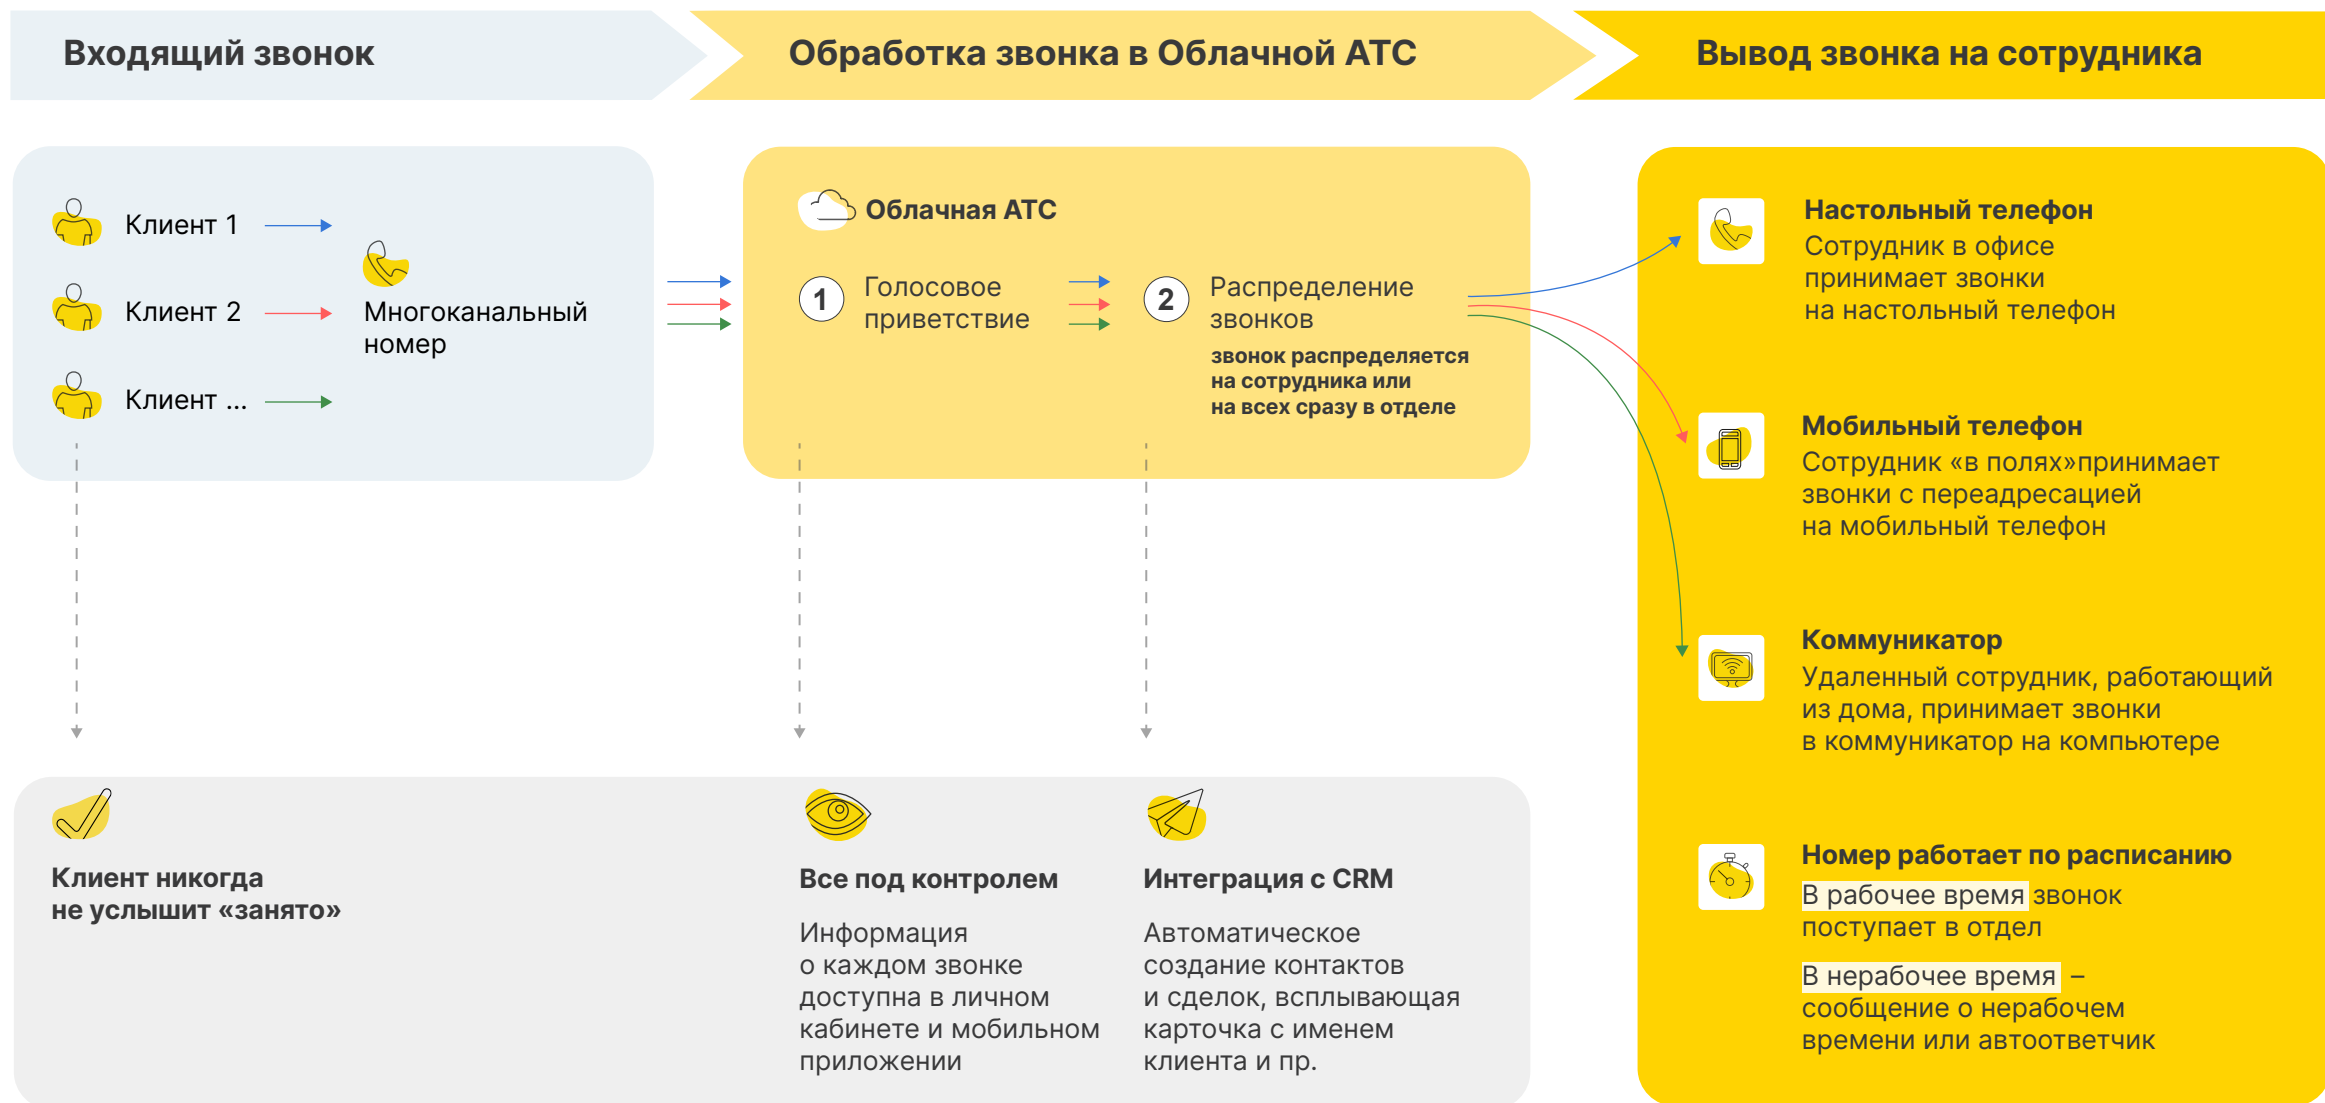 Входящий звонок
Обработка звонка в Облачной АТС
Вывод звонка на сотрудника
Клиент 1
Клиент 2
Клиент ...
Многоканальный
номер
Облачная АТС
1
Голосовое
приветствие
2
Распределение
звонков
звонок распределяется
на сотрудника или
на всех сразу в отделе
Настольный телефон
Сотрудник в офисе
принимает звонки
на настольный телефон
Мобильный телефон
Сотрудник «в полях»принимает
звонки с переадресацией
на мобильный телефон
Коммуникатор
Удаленный сотрудник, работающий
из дома, принимает звонки
в коммуникатор на компьютере
Номер работает по расписанию
В рабочее время звонок
поступает в отдел
В нерабочее время –
сообщение о нерабочем
времени или автоответчик
Клиент никогда
не услышит «занято»
Все под контролем
Информация
о каждом звонке
доступна в личном
кабинете и мобильном
приложении
Интеграция с CRM
Автоматическое
создание контактов
и сделок, всплывающая
карточка с именем
клиента и пр.